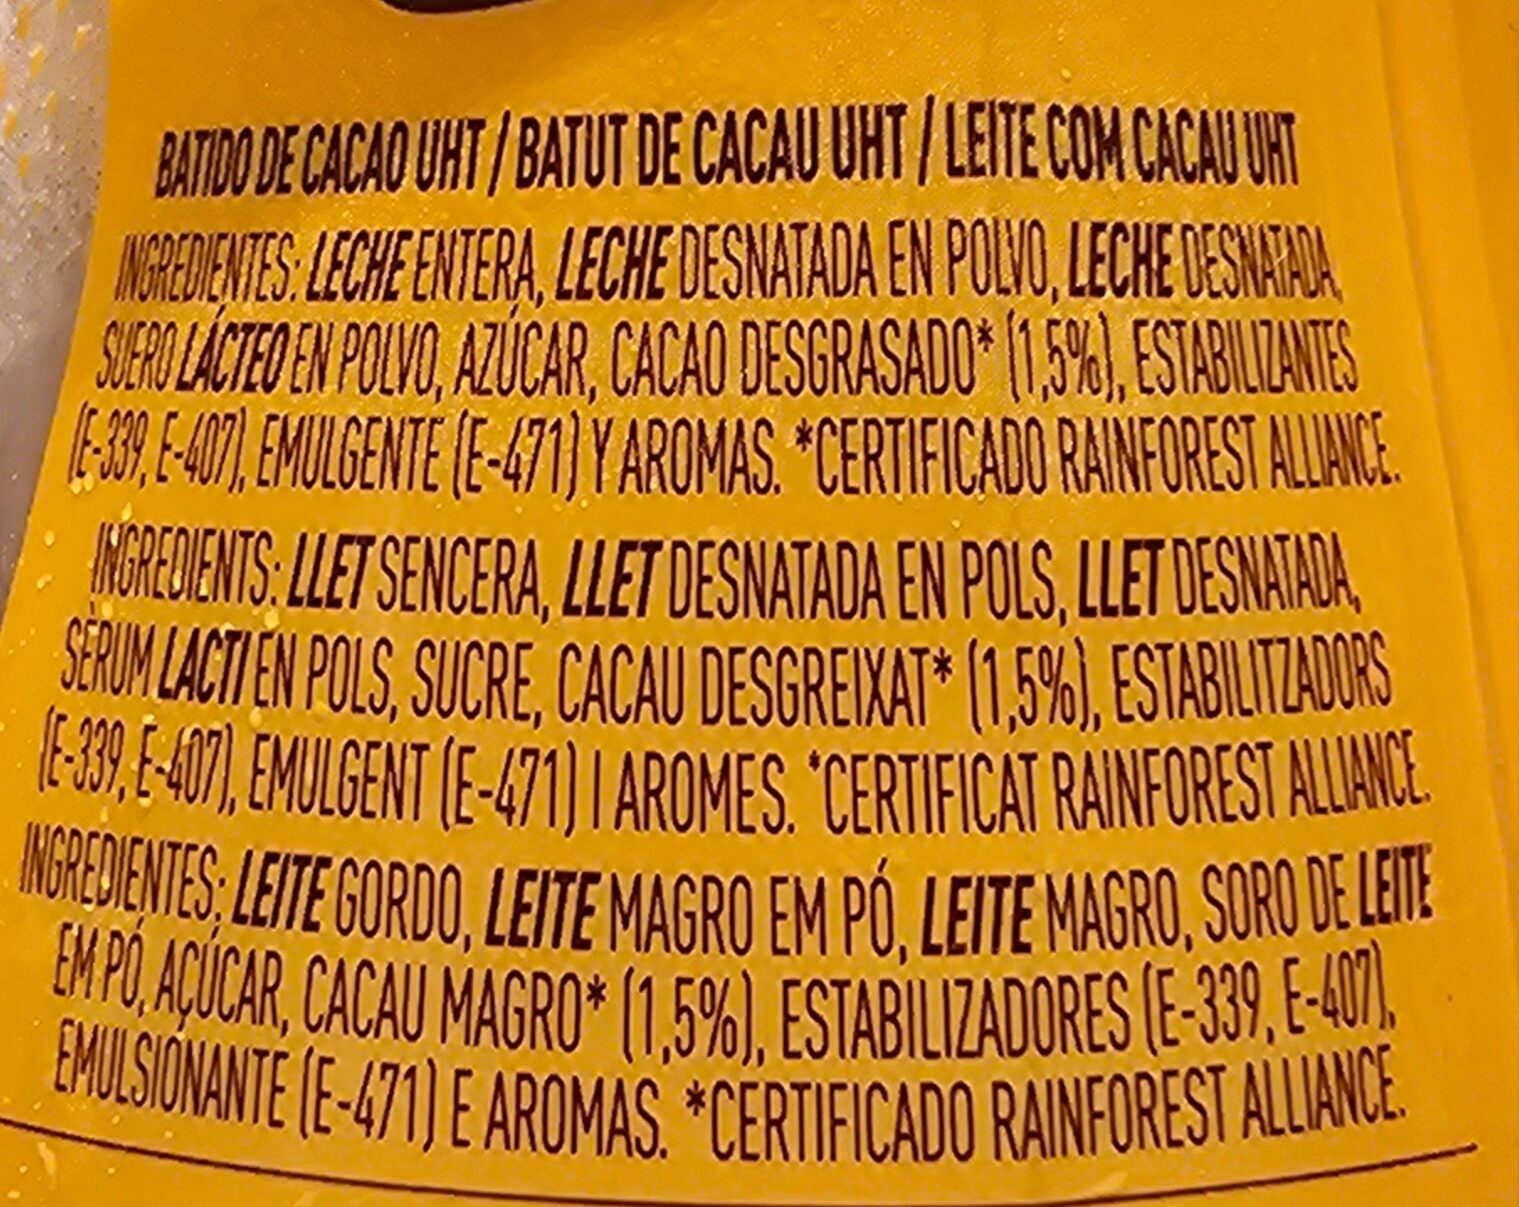 BATIDO DE CACAO UHT / BATUT DE CACAU UHT / LEITE COM CACAU UHT
INGREDIENTES: LECHE ENTERA, LECHE DESNATADA EN POLVO, LECHE DESNATADA,
SUERO LÁCTEO EN POLVO, AZÚCAR, CACAO DESGRASADO* (1,5%), ESTABILIZANTES
(E-339, E-407), EMULGENTE (E-471) Y AROMAS. *CERTIFICADO RAINFOREST ALLIANCE.
INGREDIENTS: LLET SENCERA, LLET DESNATADA EN POLS, LLET DESNATADA,
SÈRUM LACTI EN POLS, SUCRE, CACAU DESGREIXAT* (1,5%), ESTABILITZADORS
(E-339, E-407), EMULGENT (E-471) I AROMES. *CERTIFICAT RAINFOREST ALLIANCE.
INGREDIENTES: LEITE GORDO, LEITE MAGRO EM PÓ, LEITE MAGRO, SORO DE LEITE
EM PÓ, AÇÚCAR, CACAU MAGRO* (1,5%), ESTABILIZADORES (E-339, E-407),
EMULSIONANTE (E-471) E AROMAS. *CERTIFICADO RAINFOREST ALLIANCE.